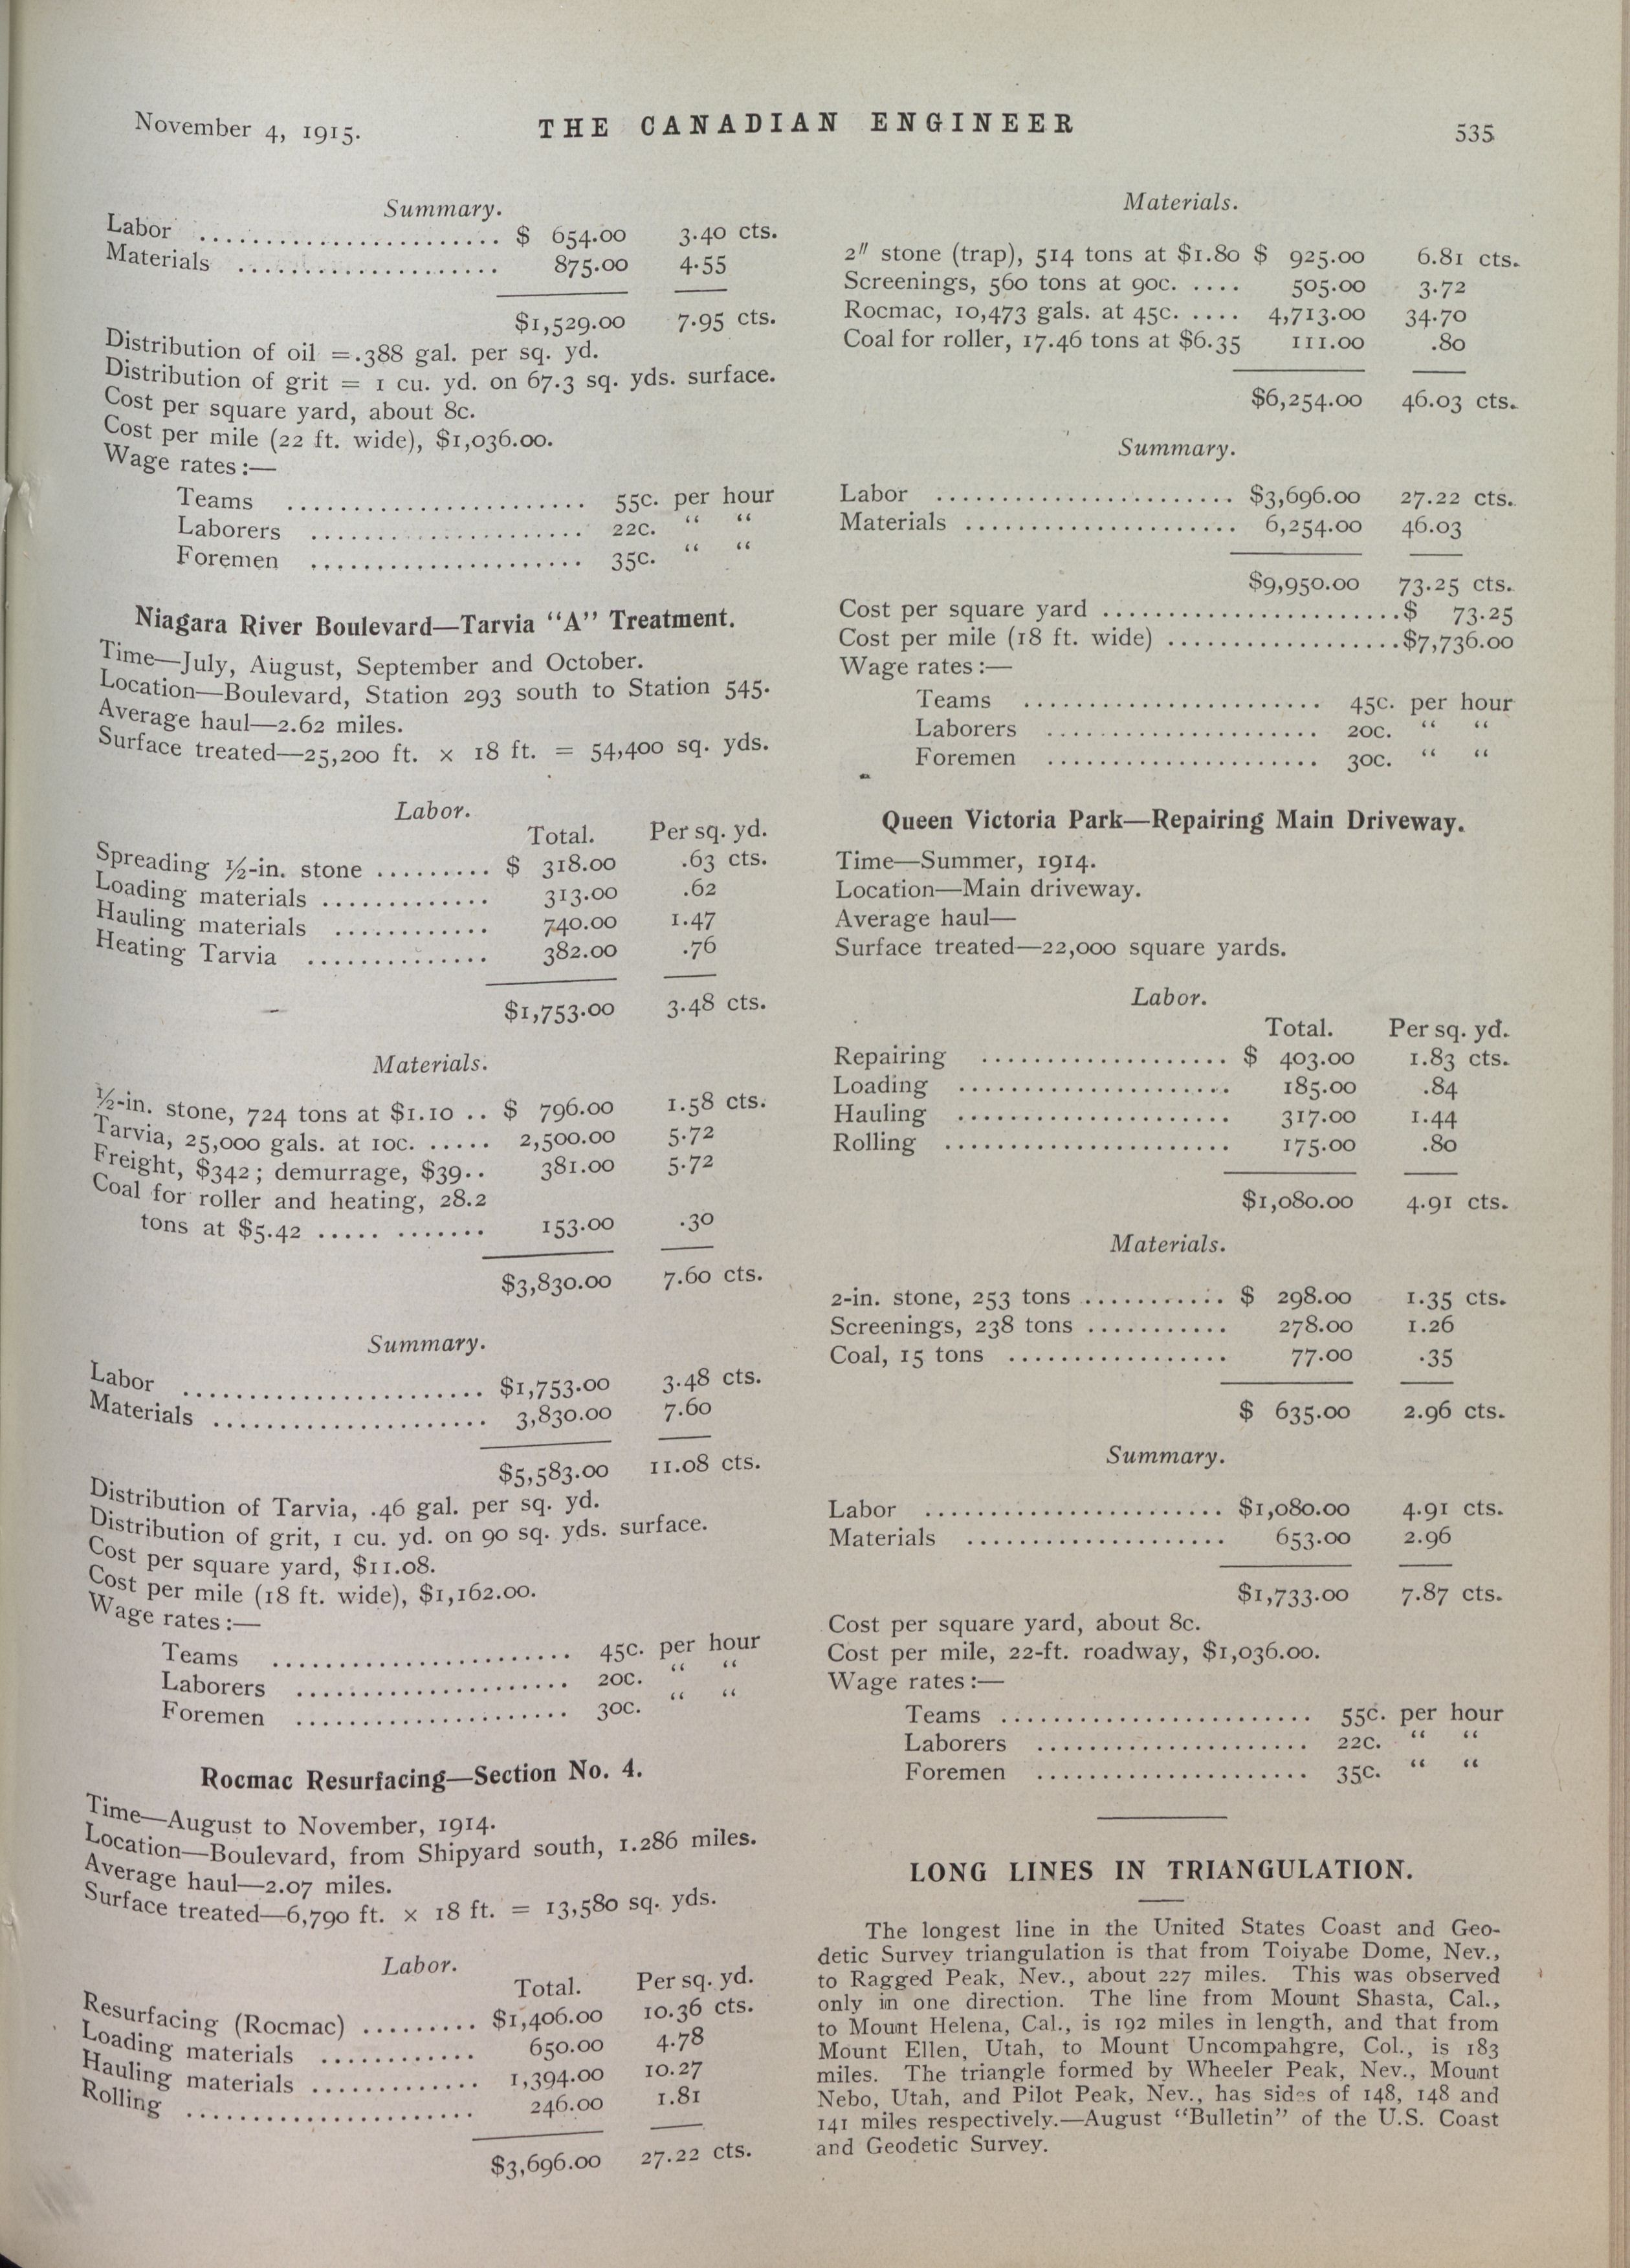 November 4, 1915.
THE CANADIAN ENGINEER
535
Summary.
Labor ....................... $ 654.00 3.40 cts.
Materials .................... 875.00 4.55
$1,529.00 7.95 cts.
Distribution of oil =.388 gal. per sq. yd.
Distribution of grit = 1 cu. yd. on 67.3 sq. yds. surface.
Cost per square yard, about 8c.
Cost per mile (22 ft. wide), $1,036.00.
Wage rates:—
Teams ....................... 55c. per hour
Laborers ..................... 22c. “ “
Foremen ..................... 35c. “ “
Niagara River Boulevard—Tarvia “A” Treatment.
Time—July, August, September and October.
Location—Boulevard, Station 293 south to Station 545.
Average haul—2.62 miles.
Surface treated—25,200 ft. × 18 ft. = 54,400 sq. yds.
Labor.
Total. Per sq. yd.
Spreading ½-in. stone ......... $ 318.00 .63 cts.
Loading materials ............. 313.00 .62
Hauling materials ............ 740.00 1.47
Heating Tarvia .............. 382.00 .76
$1,753.00 3.48 cts.
Materials.
½-in. stone, 724 tons at $1.10 .. $ 796.00 1.58 cts.
Tarvia, 25,000 gals. at 10c. ..... 2,500.00 5.72
Freight, $342; demurrage, $39.. 381.00 5.72
Coal for roller and heating, 28.2
tons at $5.42 ..... ....... 153.00 .30
$3,830.00 7.60 cts.
Summary.
Labor ....................... $1,753.00 3.48 cts.
Materials ..................... 3,830.00 7.60
$5,583.00 11.08 cts.
Distribution of Tarvia, .46 gal. per sq. yd.
Distribution of grit, 1 cu. yd. on 90 sq. yds. surface.
Cost per square yard, $11.08.
Cost per mile (18 ft. wide), $1,162.00.
Wage rates:—
Teams ....................... 45c. per hour
Laborers ..................... 20c. “ “
Foremen ..................... 30c. “ “
Rocmac Resurfacing—Section No. 4.
Time—August to November, 1914.
Location—Boulevard, from Shipyard south, 1.286 miles.
Average haul—2.07 miles.
Surface treated—6,790 ft. × 18 ft. = 13,580 sq. yds.
Labor.
Total. Per sq. yd.
Resurfacing (Rocmac) ......... $1,406.00 10.36 cts.
Loading materials ............ 650.00 4.78
Hauling materials ............. 1,394.00 10.27
Rolling ...................... 246.00 1.81
$3,696.00 27.22 cts.
Materials.
2″ stone (trap), 514 tons at $1.80 $ 925.00 6.81 cts.
Screenings, 560 tons at 90c. .... 505.00 3.72
Rocmac, 10,473 gals. at 45c. .... 4,713.00 34.70
Coal for roller, 17.46 tons at $6.35 111.00 .80
$6,254.00 46.03 cts.
Summary.
Labor ....................... $3,696.00 27.22 cts.
Materials ..................... 6,254.00 46.03
$9,950.00 73.25 cts.
Cost per square yard .......................$ 73.25
Cost per mile (18 ft. wide) ..................$7,736.00
Wage rates:—
Teams ....................... 45c. per hour
Laborers ..................... 20c. “ “
Foremen ..................... 30c. “ “
Queen Victoria Park—Repairing Main Driveway.
Time—Summer, 1914.
Location—Main driveway.
Average haul—
Surface treated—22,000 square yards.
Labor.
Total. Per sq. yd.
Repairing ................... $ 403.00 1.83 cts.
Loading ..................... 185.00 .84
Hauling ..................... 317.00 1.44
Rolling ...................... 175.00 .80
$1,080.00 4.91 cts.
Materials.
2-in. stone, 253 tons ........... $ 298.00 1.35 cts.
Screenings, 238 tons ........... 278.00 1.26
Coal, 15 tons ................. 77.00 .35
$ 635.00 2.96 cts.
Summary.
Labor ....................... $1,080.00 4.91 cts.
Materials .................... 653.00 2.96
$1,733.00 7.87 cts.
Cost per square yard, about 8c.
Cost per mile, 22-ft. roadway, $1,036.00.
Wage rates:—
Teams ........................ 55c. per hour
Laborers ..................... 22c. “ “
Foremen ..................... 35c. “ “
LONG LINES IN TRIANGULATION.
The longest line in the United States Coast and Geo-
detic Survey triangulation is that from Toiyabe Dome, Nev.,
to Ragged Peak, Nev., about 227 miles. This was observed
only in one direction. The line from Mount Shasta, Cal.,
to Mount Helena, Cal., is 192 miles in length, and that from
Mount Ellen, Utah, to Mount Uncompahgre, Col., is 183
miles. The triangle formed by Wheeler Peak, Nev., Mount
Nebo, Utah, and Pilot Peak, Nev., has sides of 148, 148 and
141 miles respectively.—August “Bulletin” of the U.S. Coast
and Geodetic Survey.